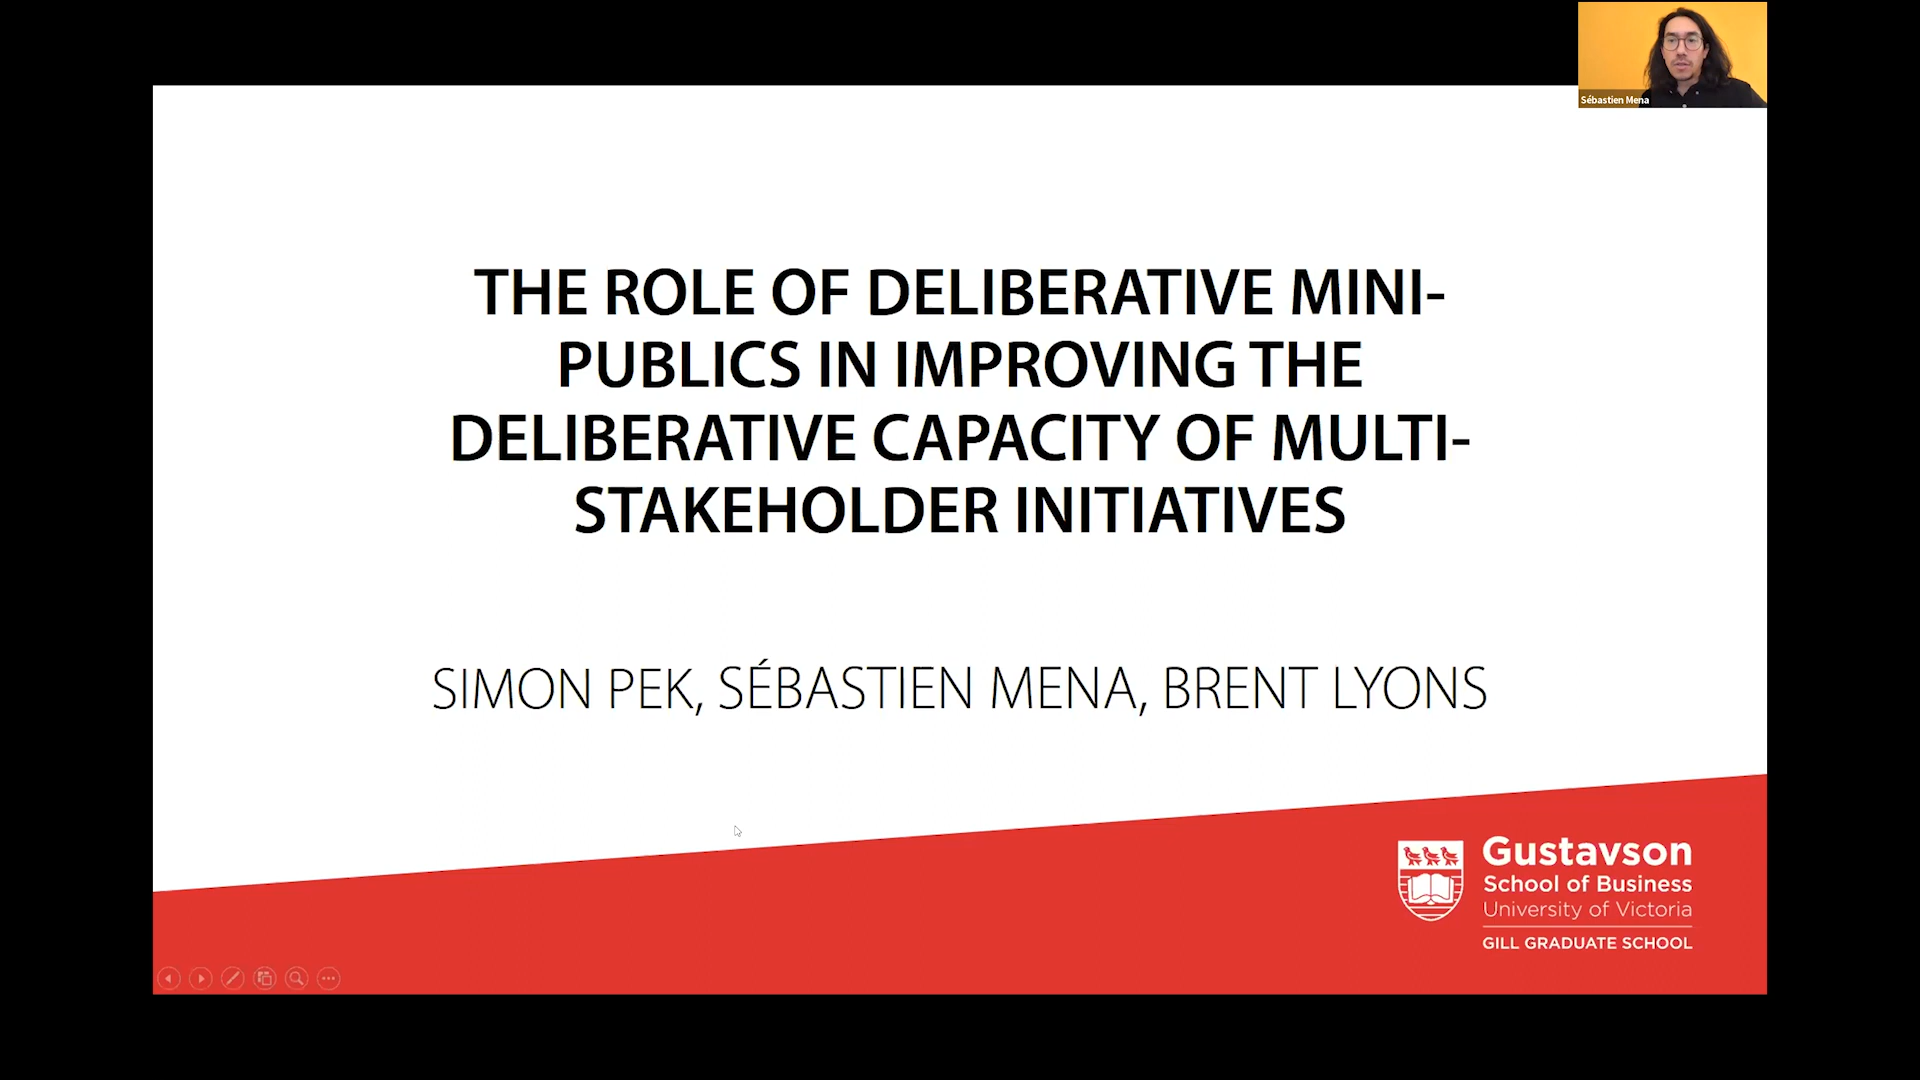 Sébastien Mena
THE ROLE OF DELIBERATIVE MINI-
PUBLICS IN IMPROVING THE
DELIBERATIVE CAPACITY OF MULTI-
STAKEHOLDER INITIATIVES
SIMON PEK, SÉBASTIEN MENA, BRENT LYONS
Gustavson
School of Business
University of Victoria
GILL GRADUATE SCHOOL